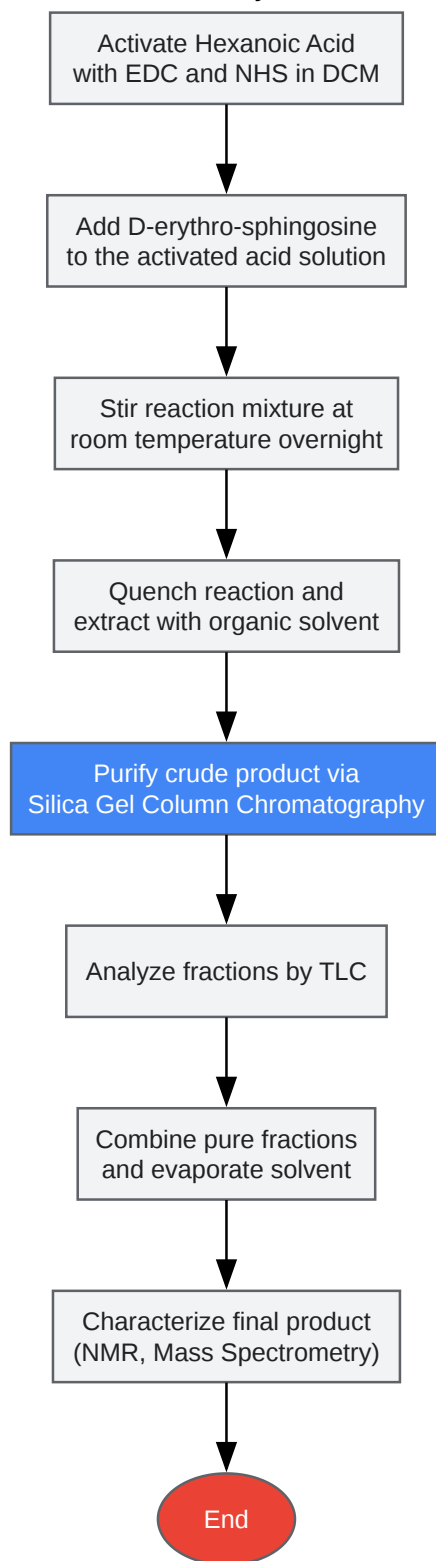 Activate Hexanoic Acid
with EDC and NHS in DCM
Add D-erythro-sphingosine
to the activated acid solution
Stir reaction mixture at
room temperature overnight
Quench reaction and
extract with organic solvent
Purify crude product via
Silica Gel Column Chromatography
Analyze fractions by TLC
Combine pure fractions
and evaporate solvent
Characterize final product
(NMR, Mass Spectrometry)
End